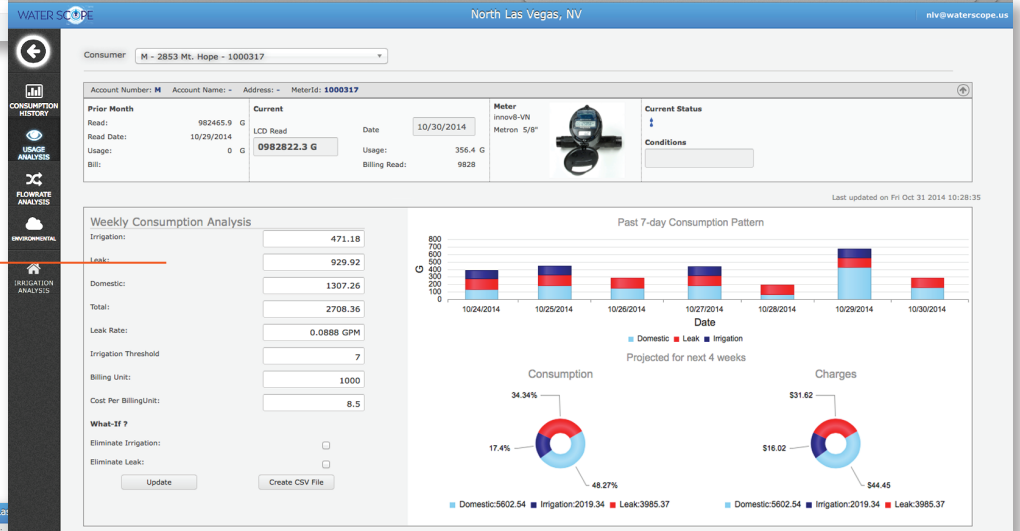 WATER SCOPE
North Las Vegas, NV
nlv@waterscope.us
CONSUMPTION
HISTORY
USAGE
ANALYSIS
FLOWRATE
ANALYSIS
ENVIRONMENTAL
IRRIGATION
ANALYSIS
Consumer M - 2853 Mt. Hope - 1000317
Account Number: M Account Name: - Address: - MeterId: 1000317
Prior Month
Read: 982465.9 G
Read Date: 10/29/2014
Usage: 0 G
Bill:
Current
LCD Read
0982822.3 G
Date 10/30/2014
Usage: 356.4 G
Billing Read: 9828
Meter
innov8-VN
Metron 5/8"
Current Status
Conditions
Last updated on Fri Oct 31 2014 10:28:35
Weekly Consumption Analysis
Irrigation: 471.18
Leak: 929.92
Domestic: 1307.26
Total: 2708.36
Leak Rate: 0.0888 GPM
Irrigation Threshold 7
Billing Unit: 1000
Cost Per BillingUnit: 8.5
What-If ?
Eliminate Irrigation:
Eliminate Leak:
Update Create CSV File
Past 7-day Consumption Pattern
800
700
600
500
400
300
200
100
0
G
10/24/2014 10/25/2014 10/26/2014 10/27/2014 10/28/2014 10/29/2014 10/30/2014
Date
Domestic Leak Irrigation
Projected for next 4 weeks
Consumption
34.34%
17.4%
48.27%
Domestic:5602.54 Irrigation:2019.34 Leak:3985.37
Charges
$31.62
$16.02
$44.45
Domestic:5602.54 Irrigation:2019.34 Leak:3985.37